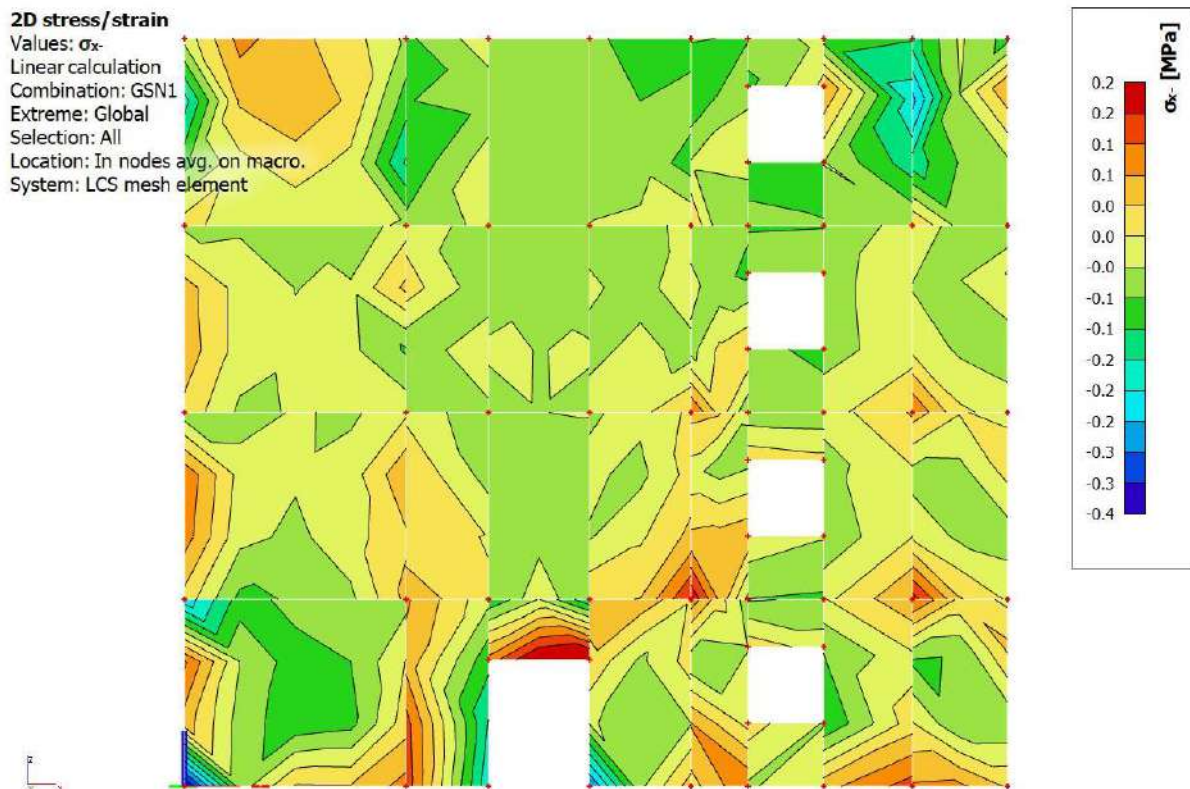 2D stress/strain
Values: σx-
Linear calculation
Combination: GSN1
Extreme: Global
Selection: All
Location: In nodes avg. on macro.
System: LCS mesh element
σx- [MPa]
0.2
0.2
0.1
0.1
0.0
0.0
-0.0
-0.1
-0.1
-0.2
-0.2
-0.2
-0.3
-0.3
-0.4
z